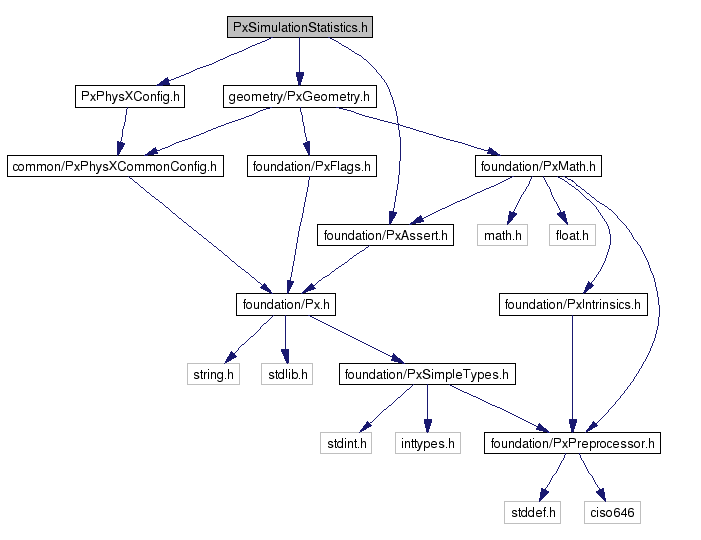 PxSimulationStatistics.h
PxPhysXConfig.h
geometry/PxGeometry.h
common/PxPhysXCommonConfig.h
foundation/PxFlags.h
foundation/PxMath.h
foundation/PxAssert.h
math.h
float.h
foundation/Px.h
foundation/PxIntrinsics.h
string.h
stdlib.h
foundation/PxSimpleTypes.h
stdint.h
inttypes.h
foundation/PxPreprocessor.h
stddef.h
ciso646